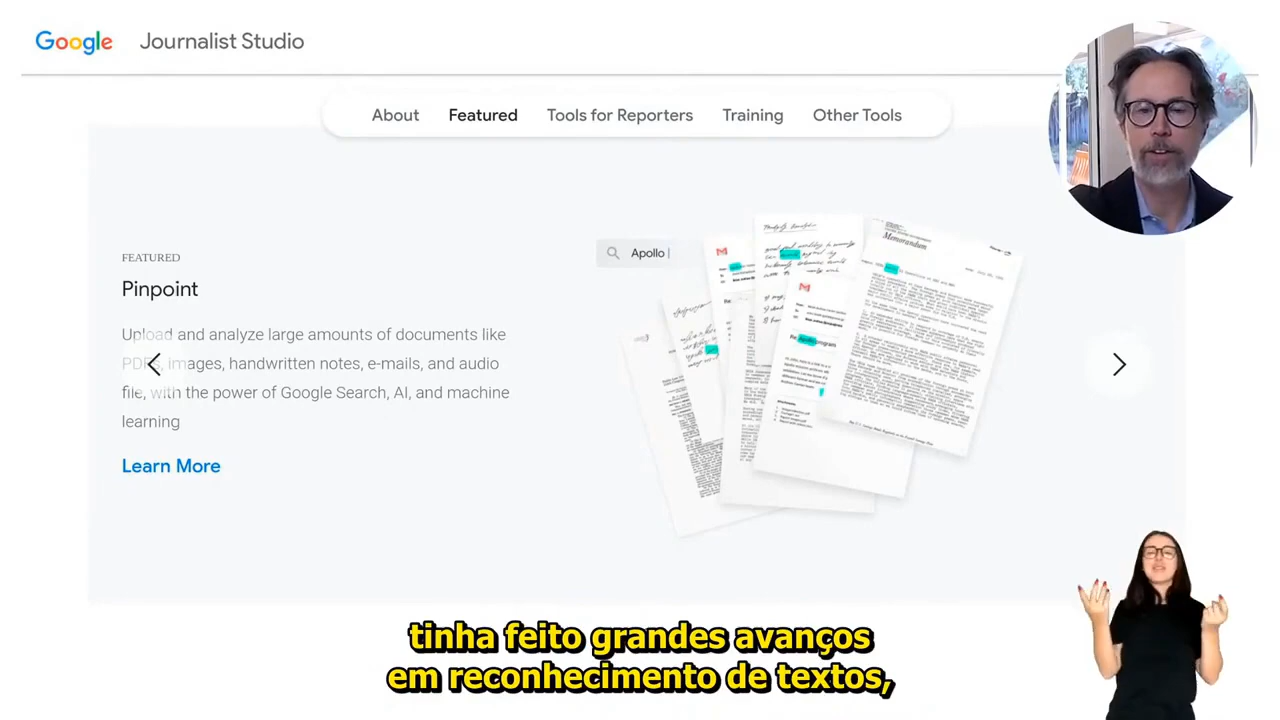 Google Journalist Studio
About Featured Tools for Reporters Training Other Tools
FEATURED
Pinpoint
Upload and analyze large amounts of documents like
PDFs, images, handwritten notes, e-mails, and audio
file, with the power of Google Search, AI, and machine
learning
Learn More
Apollo
Memorandum
tinha feito grandes avanços
em reconhecimento de textos,